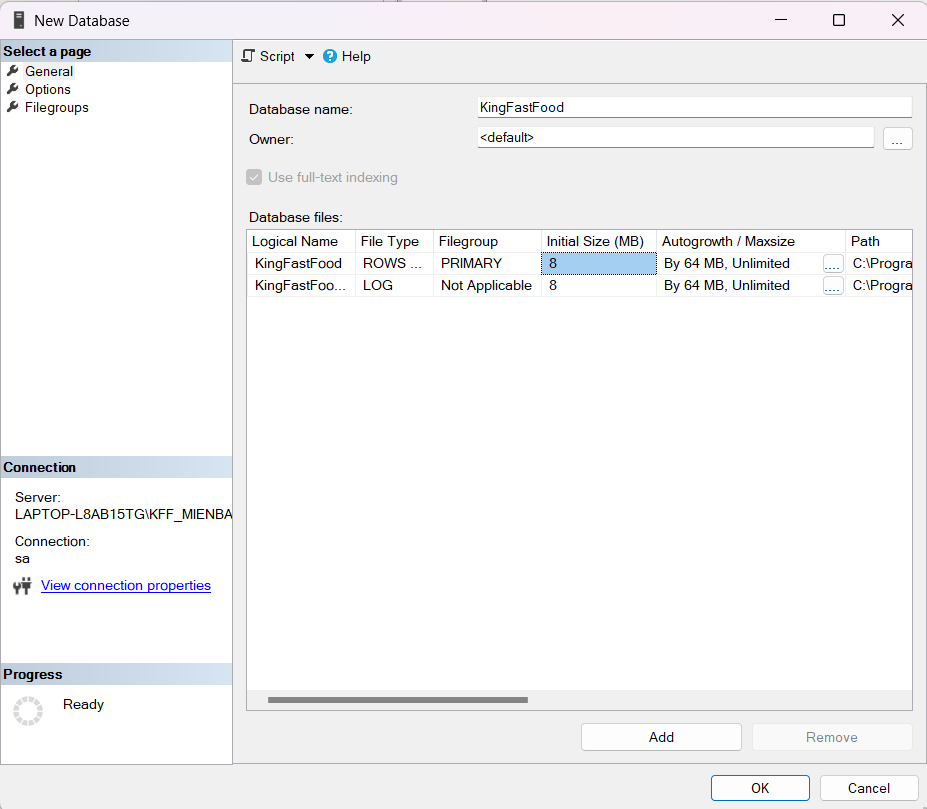 New Database
Select a page
General
Options
Filegroups
Script Help
Database name: KingFastFood
Owner: <default> ...
Use full-text indexing
Database files:
Logical Name File Type Filegroup Initial Size (MB) Autogrowth / Maxsize Path
KingFastFood ROWS ... PRIMARY 8 By 64 MB, Unlimited .... C:\Progra
KingFastFoo... LOG Not Applicable 8 By 64 MB, Unlimited .... C:\Progra
Connection
Server:
LAPTOP-L8AB15TG\KFF_MIENBA
Connection:
sa
View connection properties
Progress
Ready
Add Remove
OK Cancel